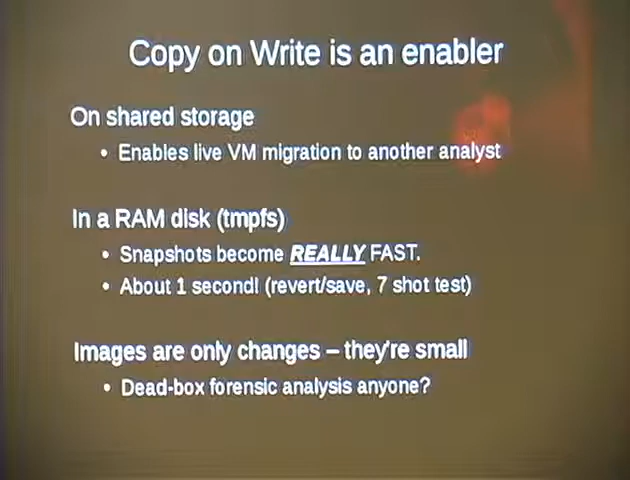 Copy on Write is an enabler
On shared storage
• Enables live VM migration to another analyst
In a RAM disk (tmpfs)
• Snapshots become REALLY FAST.
• About 1 second! (revert/save, 7 shot test)
Images are only changes – they're small
• Dead-box forensic analysis anyone?